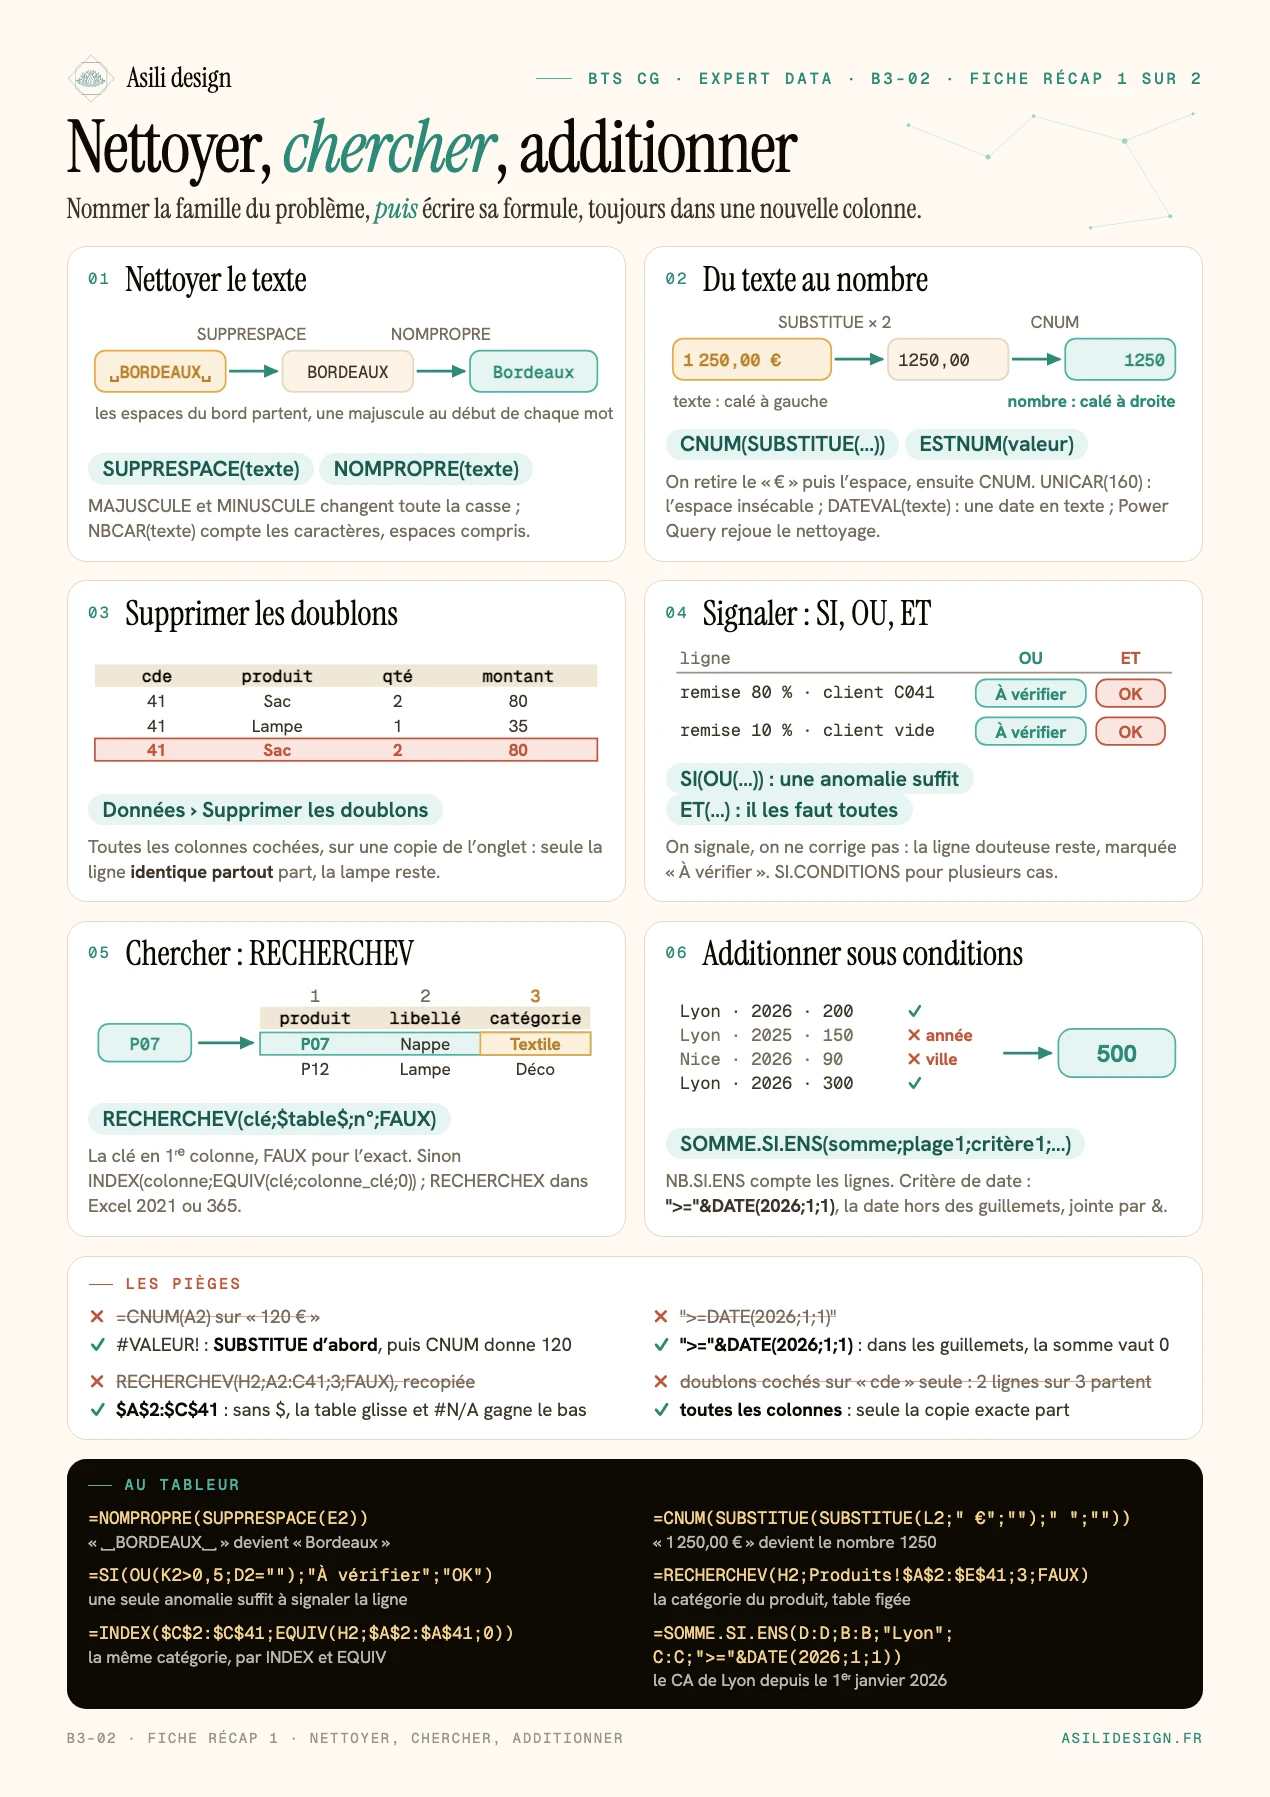 Asili design
BTS CG · EXPERT DATA · B3-02 · FICHE RÉCAP 1 SUR 2
Nettoyer, chercher, additionner
Nommer la famille du problème, puis écrire sa formule, toujours dans une nouvelle colonne.
01 Nettoyer le texte
SUPPRESPACE NOMPROPRE
␣BORDEAUX␣ BORDEAUX Bordeaux
les espaces du bord partent, une majuscule au début de chaque mot
SUPPRESPACE(texte) NOMPROPRE(texte)
MAJUSCULE et MINUSCULE changent toute la casse ;
NBCAR(texte) compte les caractères, espaces compris.
02 Du texte au nombre
SUBSTITUE × 2 CNUM
1 250,00 € 1250,00 1250
texte : calé à gauche nombre : calé à droite
CNUM(SUBSTITUE(...)) ESTNUM(valeur)
On retire le « € » puis l’espace, ensuite CNUM. UNICAR(160) :
l’espace insécable ; DATEVAL(texte) : une date en texte ; Power
Query rejoue le nettoyage.
03 Supprimer les doublons
cde produit qté montant
41 Sac 2 80
41 Lampe 1 35
41 Sac 2 80
Données › Supprimer les doublons
Toutes les colonnes cochées, sur une copie de l’onglet : seule la
ligne identique partout part, la lampe reste.
04 Signaler : SI, OU, ET
ligne OU ET
remise 80 % · client C041 À vérifier OK
remise 10 % · client vide À vérifier OK
SI(OU(...)) : une anomalie suffit
ET(...) : il les faut toutes
On signale, on ne corrige pas : la ligne douteuse reste, marquée
« À vérifier ». SI.CONDITIONS pour plusieurs cas.
05 Chercher : RECHERCHEV
1 2 3
produit libellé catégorie
P07 P07 Nappe Textile
P12 Lampe Déco
RECHERCHEV(clé;$table$;n°;FAUX)
La clé en 1re colonne, FAUX pour l’exact. Sinon
INDEX(colonne;EQUIV(clé;colonne_clé;0)) ; RECHERCHEX dans
Excel 2021 ou 365.
06 Additionner sous conditions
Lyon · 2026 · 200 ✓
Lyon · 2025 · 150 ✕ année
Nice · 2026 · 90 ✕ ville
Lyon · 2026 · 300 ✓
500
SOMME.SI.ENS(somme;plage1;critère1;...)
NB.SI.ENS compte les lignes. Critère de date :
">="&DATE(2026;1;1), la date hors des guillemets, jointe par &.
LES PIÈGES
✕ =CNUM(A2) sur « 120 € »
✓ #VALEUR! : SUBSTITUE d’abord, puis CNUM donne 120
✕ RECHERCHEV(H2;A2:C41;3;FAUX), recopiée
✓ $A$2:$C$41 : sans $, la table glisse et #N/A gagne le bas
✕ ">=DATE(2026;1;1)"
✓ ">="&DATE(2026;1;1) : dans les guillemets, la somme vaut 0
✕ doublons cochés sur « cde » seule : 2 lignes sur 3 partent
✓ toutes les colonnes : seule la copie exacte part
AU TABLEUR
=NOMPROPRE(SUPPRESPACE(E2))
« ␣BORDEAUX␣ » devient « Bordeaux »
=SI(OU(K2>0,5;D2="");"À vérifier";"OK")
une seule anomalie suffit à signaler la ligne
=INDEX($C$2:$C$41;EQUIV(H2;$A$2:$A$41;0))
la même catégorie, par INDEX et EQUIV
=CNUM(SUBSTITUE(SUBSTITUE(L2;" €";"");" ";""))
« 1 250,00 € » devient le nombre 1250
=RECHERCHEV(H2;Produits!$A$2:$E$41;3;FAUX)
la catégorie du produit, table figée
=SOMME.SI.ENS(D:D;B:B;"Lyon";
C:C;">="&DATE(2026;1;1))
le CA de Lyon depuis le 1er janvier 2026
B3-02 · FICHE RÉCAP 1 · NETTOYER, CHERCHER, ADDITIONNER
ASILIDESIGN.FR